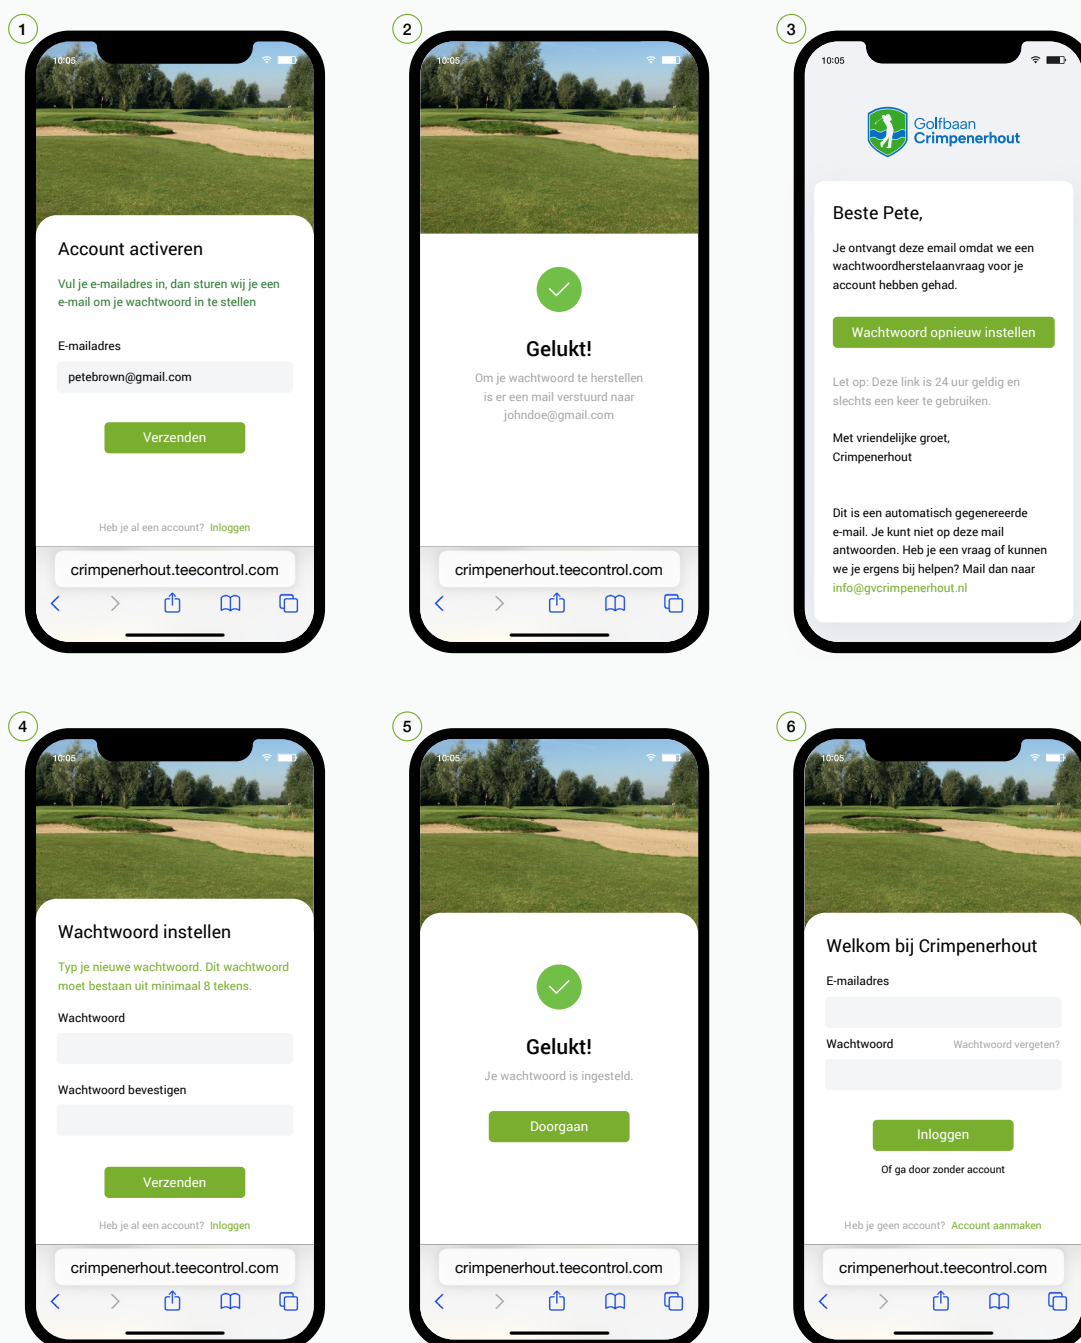 1
10:05
Account activeren
Vul je e-mailadres in, dan sturen wij je een
e-mail om je wachtwoord in te stellen
E-mailadres
petebrown@gmail.com
Verzenden
Heb je al een account? Inloggen
crimpenerhout.teecontrol.com
2
10:05
Gelukt!
Om je wachtwoord te herstellen
is er een mail verstuurd naar
johndoe@gmail.com
crimpenerhout.teecontrol.com
3
10:05
Golfbaan
Crimpenerhout
Beste Pete,
Je ontvangt deze email omdat we een
wachtwoordherstelaanvraag voor je
account hebben gehad.
Wachtwoord opnieuw instellen
Let op: Deze link is 24 uur geldig en
slechts een keer te gebruiken.
Met vriendelijke groet,
Crimpenerhout
Dit is een automatisch gegenereerde
e-mail. Je kunt niet op deze mail
antwoorden. Heb je een vraag of kunnen
we je ergens bij helpen? Mail dan naar
info@gvcrimpenerhout.nl
4
10:05
Wachtwoord instellen
Typ je nieuwe wachtwoord. Dit wachtwoord
moet bestaan uit minimaal 8 tekens.
Wachtwoord
Wachtwoord bevestigen
Verzenden
Heb je al een account? Inloggen
crimpenerhout.teecontrol.com
5
10:05
Gelukt!
Je wachtwoord is ingesteld.
Doorgaan
crimpenerhout.teecontrol.com
6
10:05
Welkom bij Crimpenerhout
E-mailadres
Wachtwoord Wachtwoord vergeten?
Inloggen
Of ga door zonder account
Heb je geen account? Account aanmaken
crimpenerhout.teecontrol.com